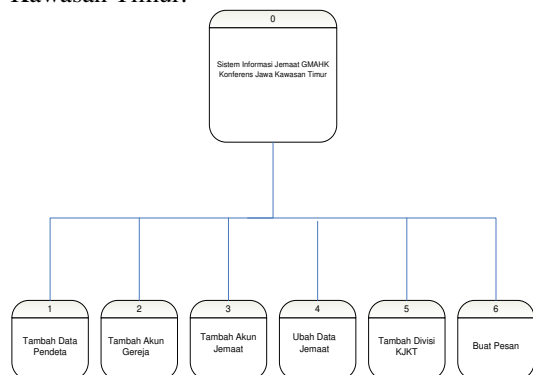 Kawasan Timur.
0
Sistem Informasi Jemaat GMAHK
Konferens Jawa Kawasan Timur
1
Tambah Data
Pendeta
2
Tambah Akun
Gereja
3
Tambah Akun
Jemaat
4
Ubah Data
Jemaat
5
Tambah Divisi
KJKT
6
Buat Pesan